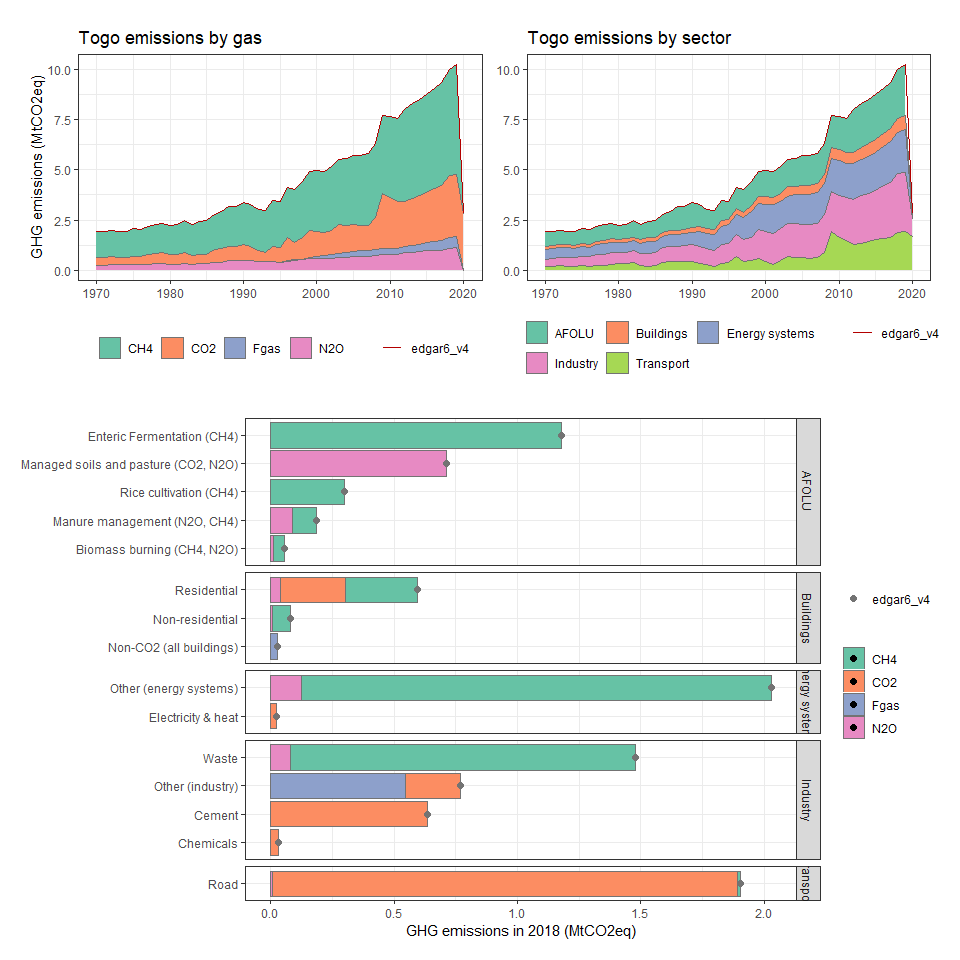 Togo emissions by gas
GHG emissions (MtCO2eq)
10.0
7.5
5.0
2.5
0.0
1970 1980 1990 2000 2010 2020
CH4 CO2 Fgas N2O edgar6_v4
Togo emissions by sector
10.0
7.5
5.0
2.5
0.0
1970 1980 1990 2000 2010 2020
AFOLU Buildings Energy systems edgar6_v4
Industry Transport
Enteric Fermentation (CH4)
Managed soils and pasture (CO2, N2O)
Rice cultivation (CH4)
Manure management (N2O, CH4)
Biomass burning (CH4, N2O)
AFOLU
Residential
Non-residential
Non-CO2 (all buildings)
Buildings
Other (energy systems)
Electricity & heat
nergy system
Waste
Other (industry)
Cement
Chemicals
Industry
Road
anspo
0.0 0.5 1.0 1.5 2.0
GHG emissions in 2018 (MtCO2eq)
edgar6_v4
CH4
CO2
Fgas
N2O